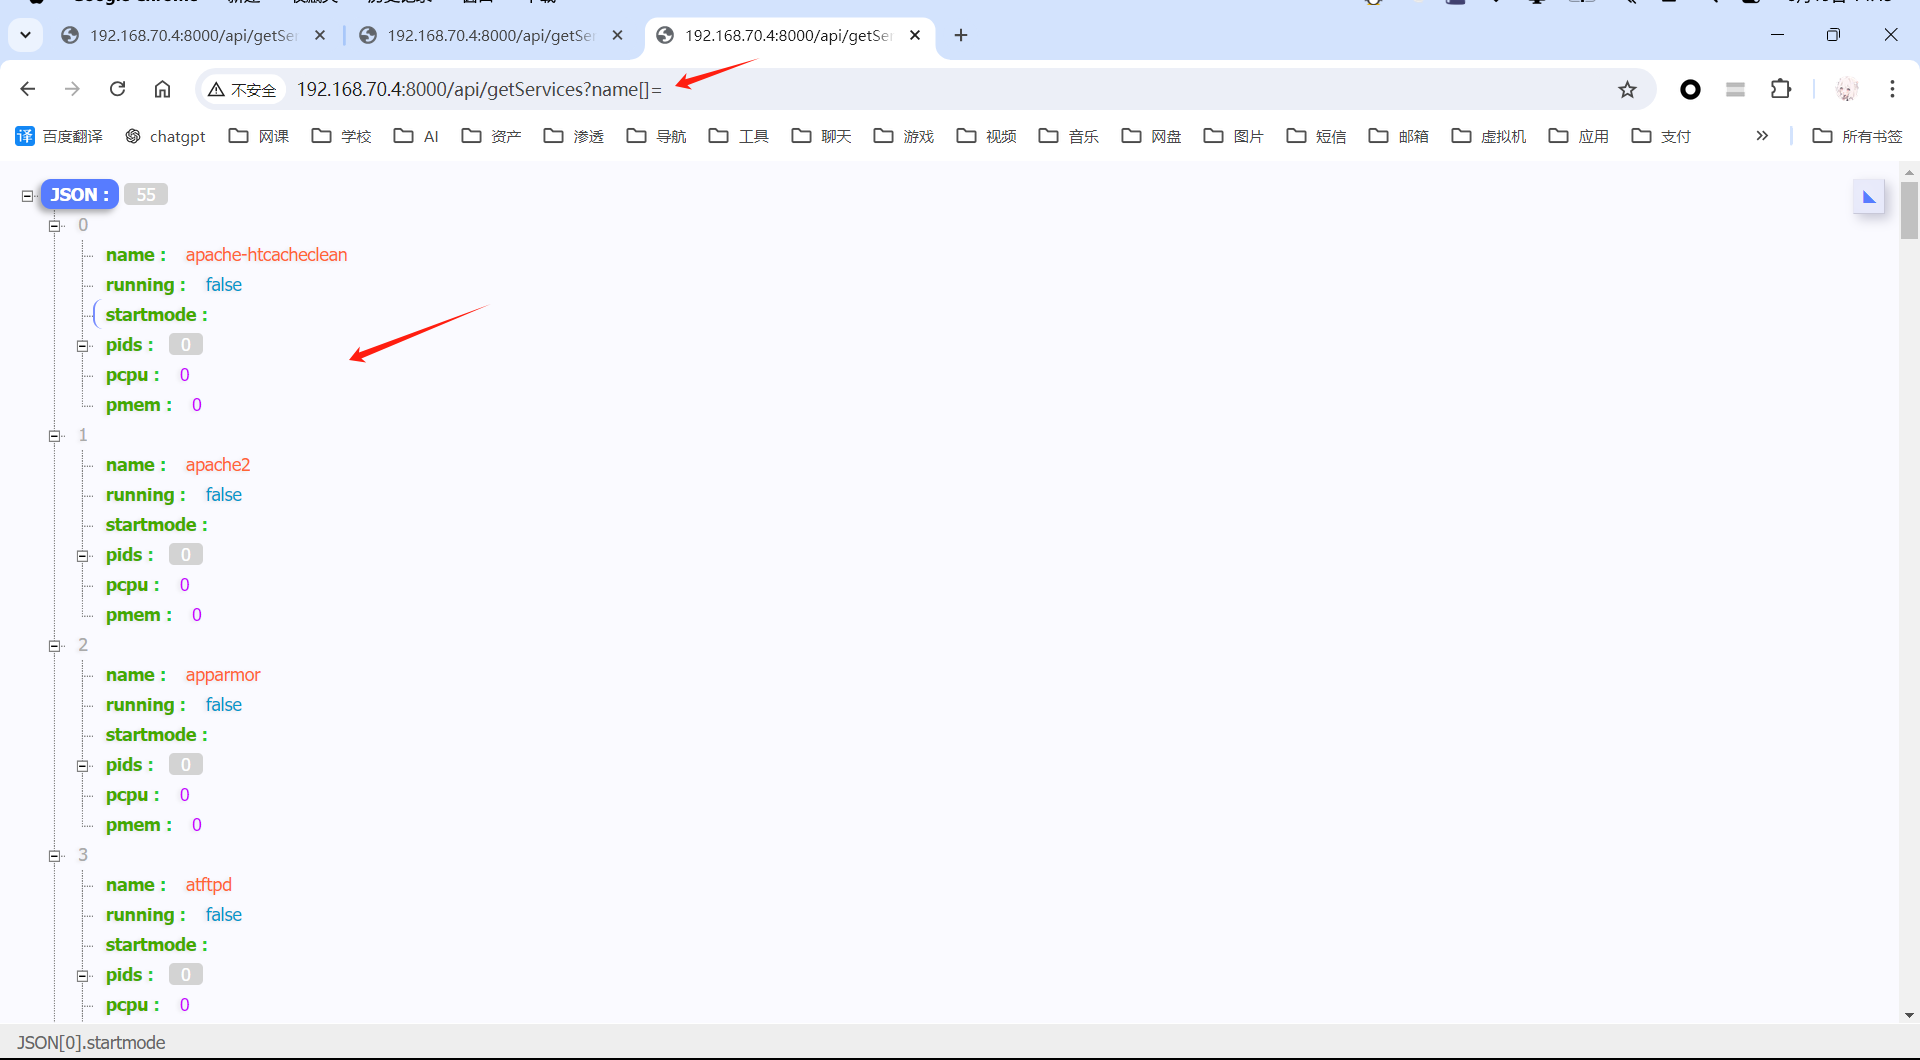 Google Chrome
192.168.70.4:8000/api/getSer
192.168.70.4:8000/api/getSe
192.168.70.4:8000/api/getSe
不安全
192.168.70.4:8000/api/getServices?name[]=
译 百度翻译
chatgpt
网课
学校
AI
资产
渗透
导航
工具
聊天
游戏
视频
音乐
网盘
图片
短信
邮箱
虚拟机
应用
支付
所有书签
JSON : 55
0
name : apache-htcacheclean
running : false
startmode :
pids : 0
pcpu : 0
pmem : 0
1
name : apache2
running : false
startmode :
pids : 0
pcpu : 0
pmem : 0
2
name : apparmor
running : false
startmode :
pids : 0
pcpu : 0
pmem : 0
3
name : atftpd
running : false
startmode :
pids : 0
pcpu : 0
JSON[0].startmode